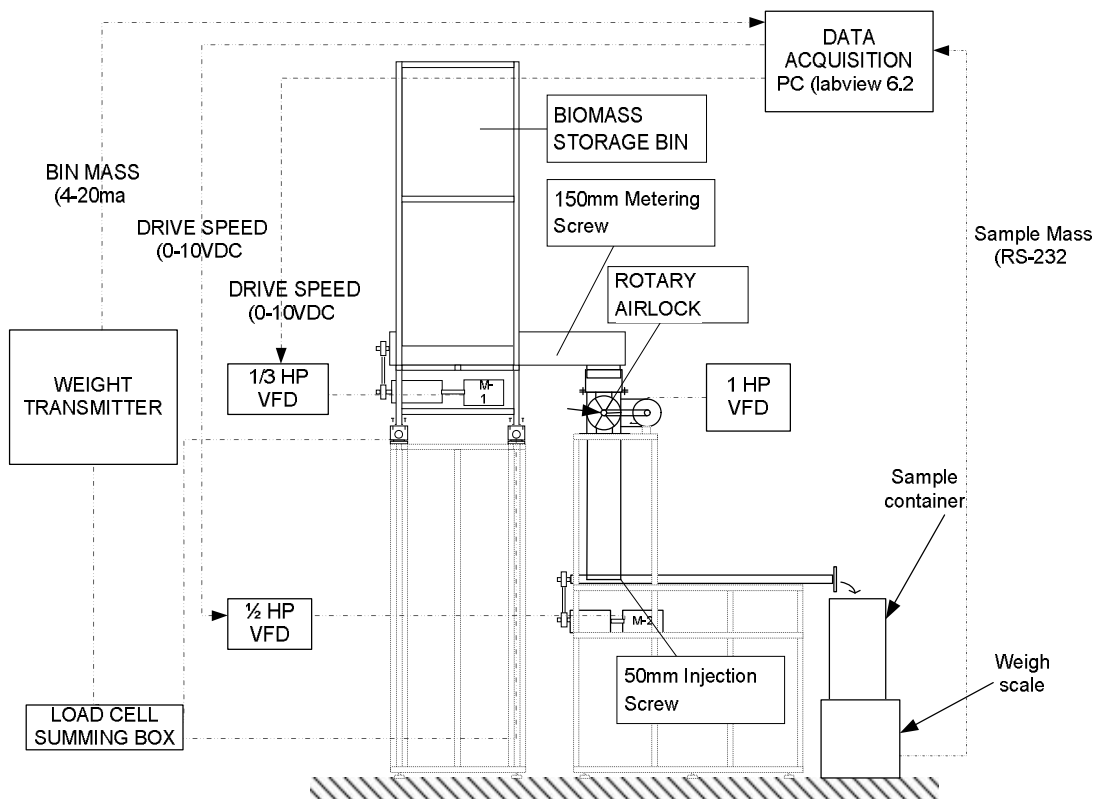 DATA
ACQUISITION
PC (labview 6.2
BIOMASS
STORAGE BIN
BIN MASS
(4-20ma
150mm Metering
Screw
DRIVE SPEED
(0-10VDC
Sample Mass
(RS-232
ROTARY
AIRLOCK
DRIVE SPEED
(0-10VDC
WEIGHT
TRANSMITTER
1/3 HP
VFD
M-
1
1 HP
VFD
Sample
container
½ HP
VFD
M-2
50mm Injection
Screw
Weigh
scale
LOAD CELL
SUMMING BOX